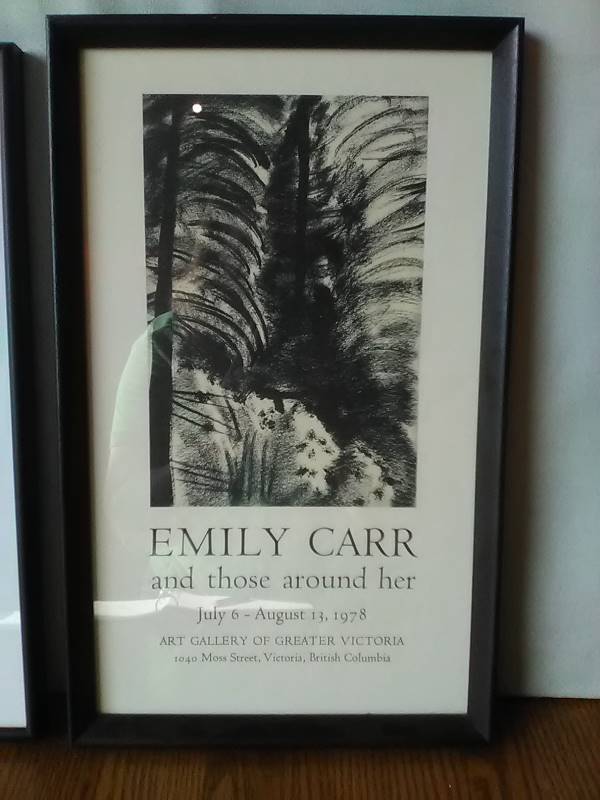 EMILY CARR
and those around her
July 6 - August 13, 1978
ART GALLERY OF GREATER VICTORIA
1040 Moss Street, Victoria, British Columbia